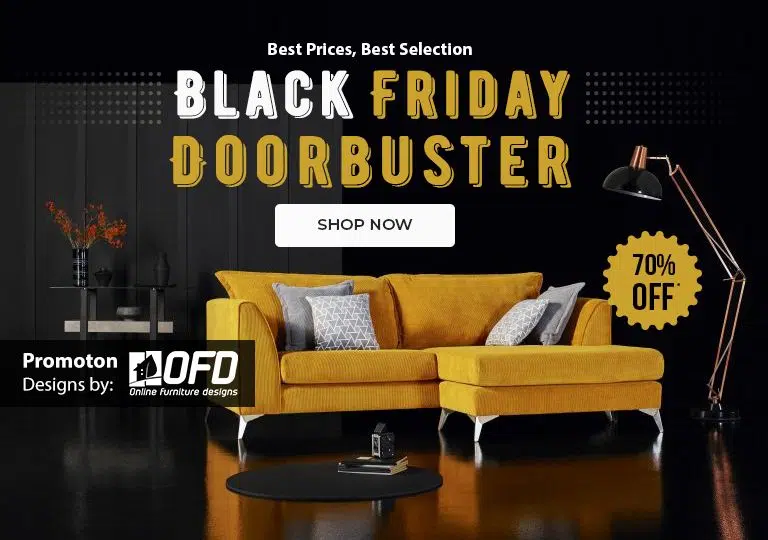 Best Prices, Best Selection
BLACK FRIDAY
DOORBUSTER
SHOP NOW
70%
OFF*
Promoton
Designs by:
OFD
Online Furniture designs